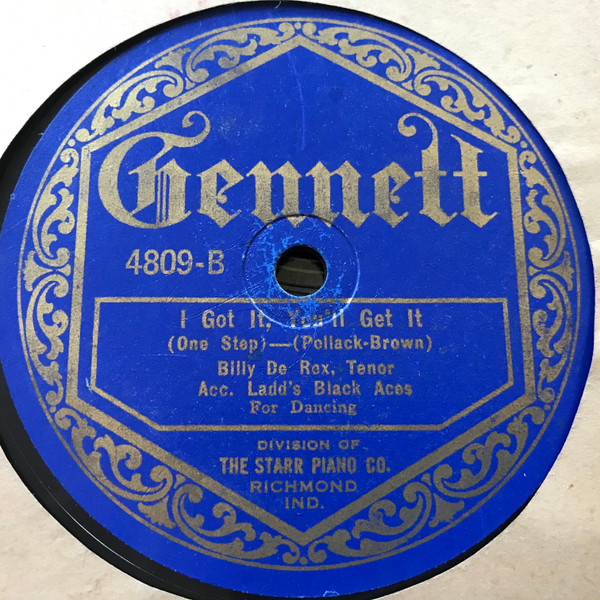 Gennett
4809-B
I Got It, You'll Get It
(One Step)—(Pollack-Brown)
Billy De Rex, Tenor
Acc. Ladd's Black Aces
For Dancing
DIVISION OF
THE STARR PIANO CO.
RICHMOND
IND.